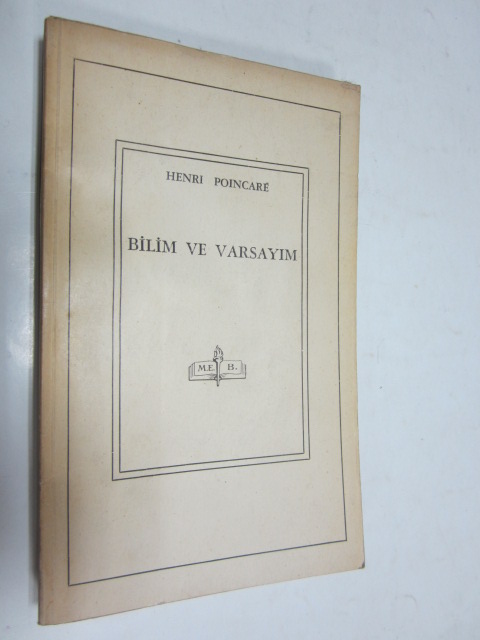 HENRI POINCARÉ
BİLİM VE VARSAYIM
M.E. B.